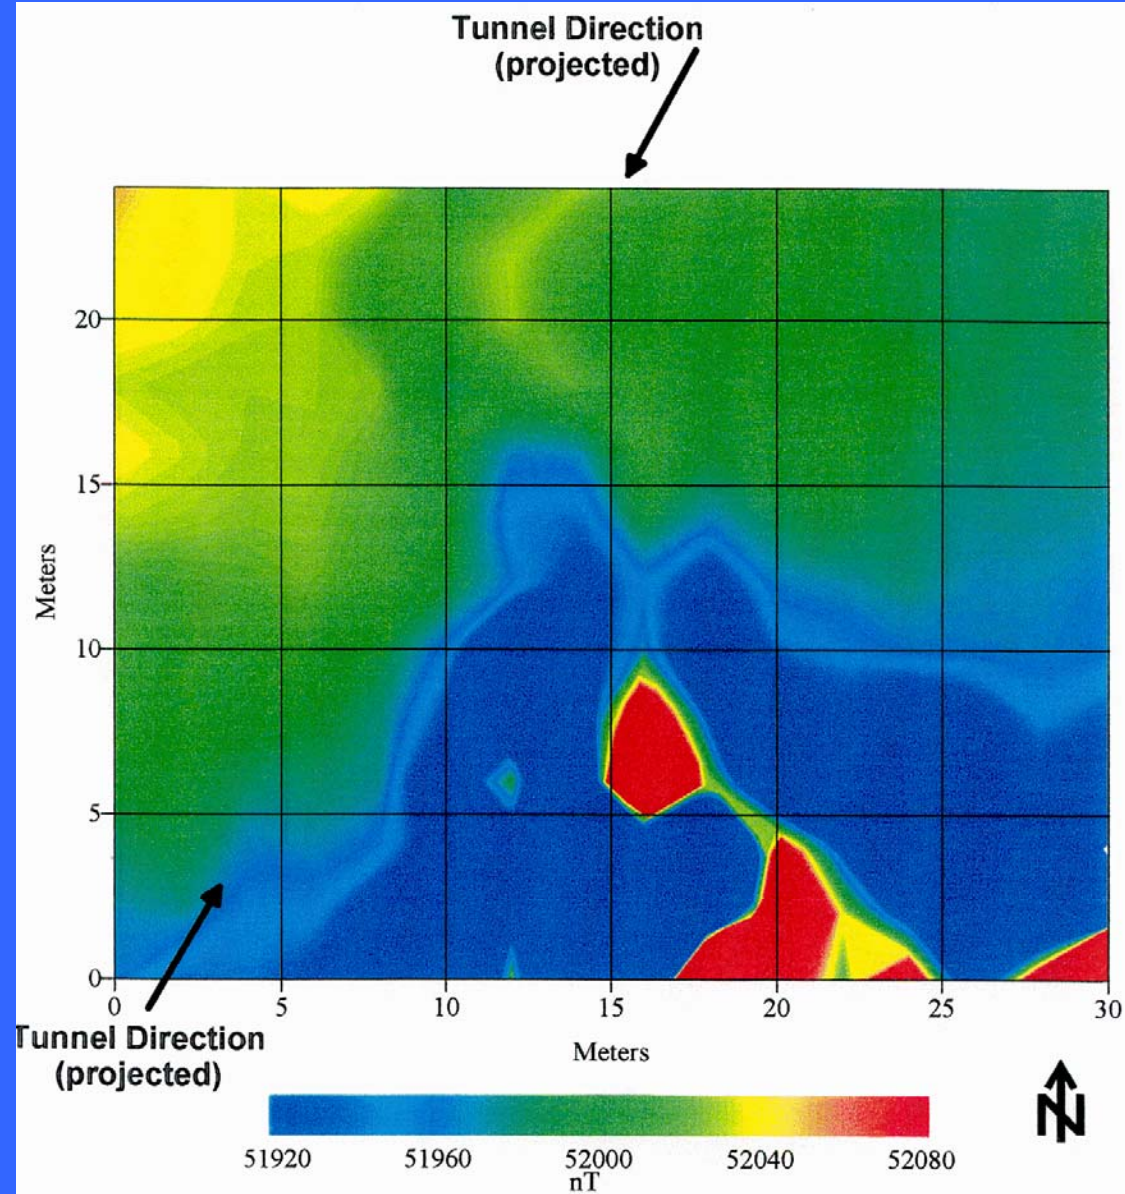 Tunnel Direction
(projected)
20
15
10
5
0
Meters
0 5 10 15 20 25 30
Meters
Tunnel Direction
(projected)
N
51920 51960 52000 52040 52080
nT